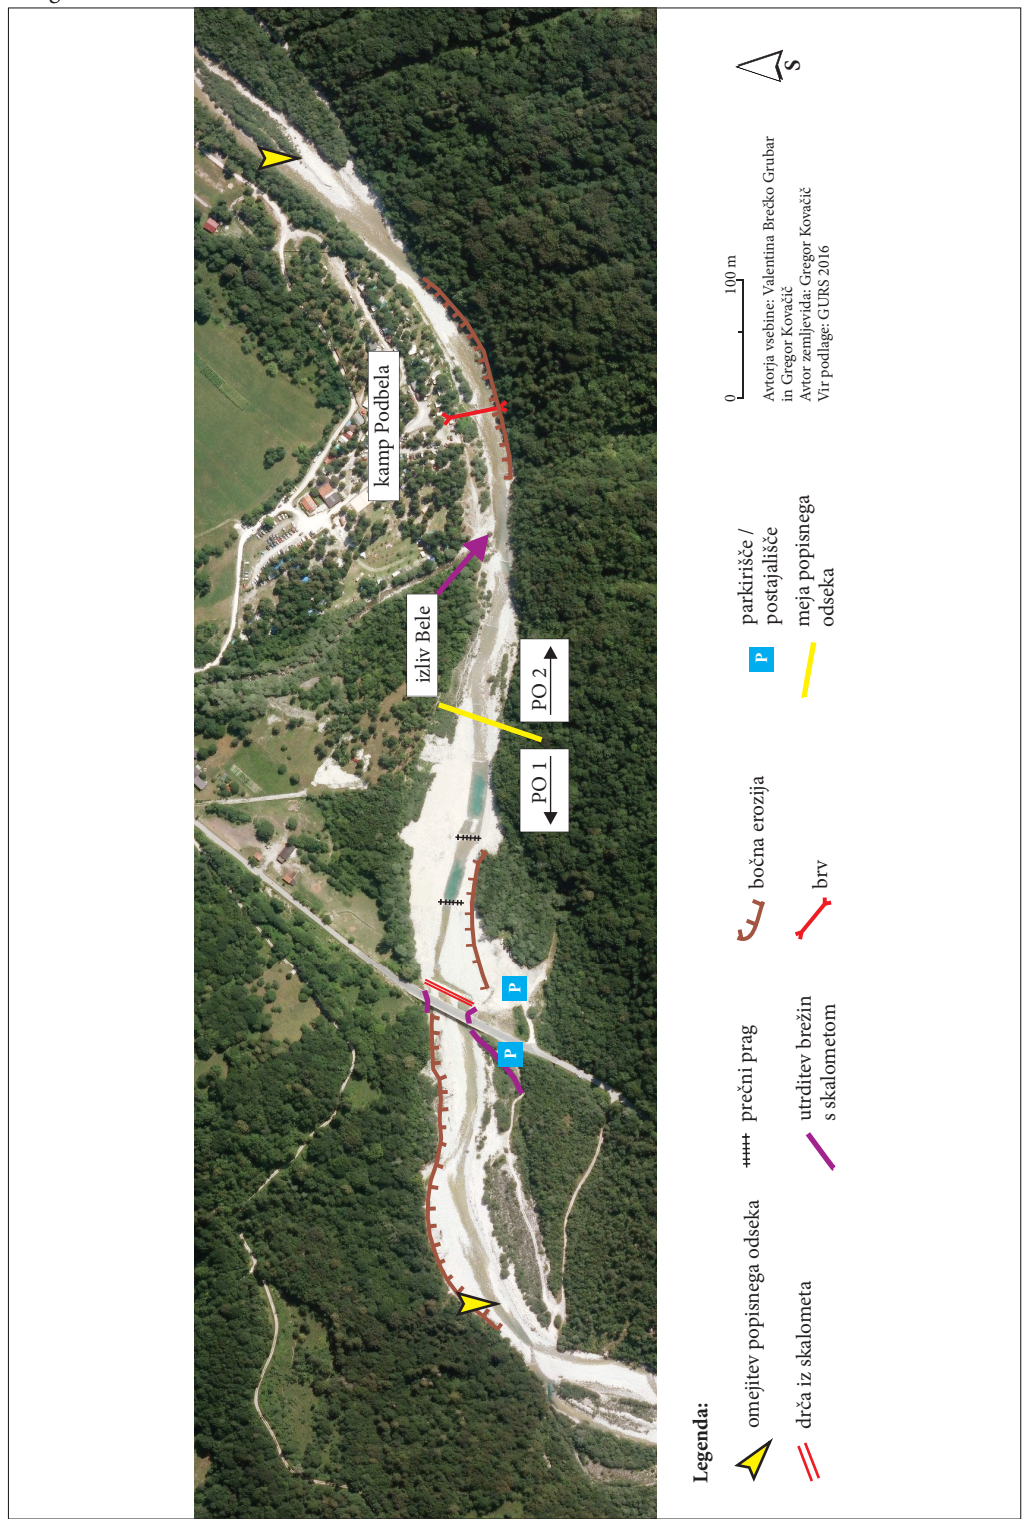 kamp Podbela
izliv Bele
PO 1
PO 2
P
P
Legenda:
omejitev popisnega odseka
drča iz skalometa
prečni prag
utrditev brežin
s skalometom
bočna erozija
brv
P
parkirišče /
postajališče
meja popisnega
odseka
0
100 m
Avtorja vsebine: Valentina Brečko Grubar
in Gregor Kovačič
Avtor zemljevida: Gregor Kovačič
Vir podlage: GURS 2016
S